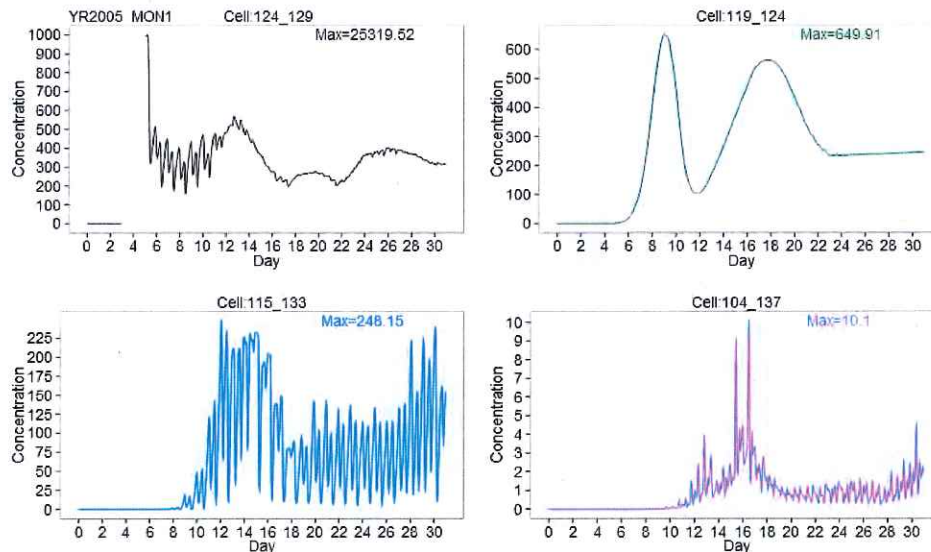 YR2005 MON1 Cell:124_129
Max=25319.52
1000
900
800
700
600
500
400
300
200
100
0
Concentration
0 2 4 6 8 10 12 14 16 18 20 22 24 26 28 30
Day
Cell:119_124
Max=649.91
600
500
400
300
200
100
0
Concentration
0 2 4 6 8 10 12 14 16 18 20 22 24 26 28 30
Day
Cell:115_133
Max=248.15
225
200
175
150
125
100
75
50
25
0
Concentration
0 2 4 6 8 10 12 14 16 18 20 22 24 26 28 30
Day
Cell:104_137
Max=10.1
10
9
8
7
6
5
4
3
2
1
0
Concentration
0 2 4 6 8 10 12 14 16 18 20 22 24 26 28 30
Day